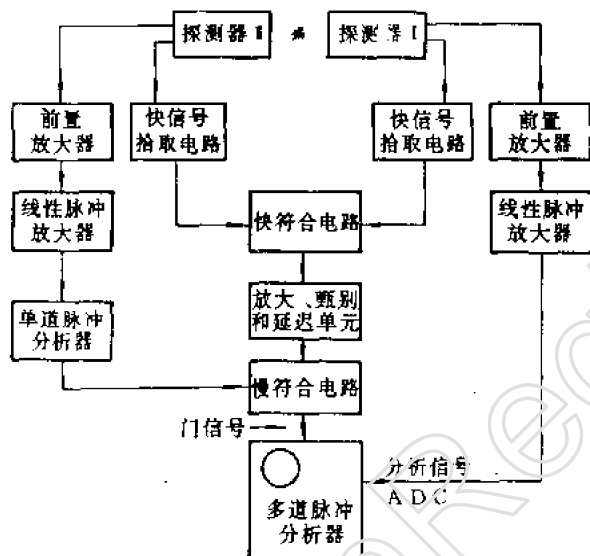 探测器Ⅱ
探测器Ⅰ
前置
放大器
快信号
拾取电路
快信号
拾取电路
前置
放大器
线性脉冲
放大器
快符合电路
线性脉冲
放大器
单道脉冲
分析器
放大、甄别
和延迟单元
慢符合电路
门信号
分析信号
ADC
多道脉冲
分析器